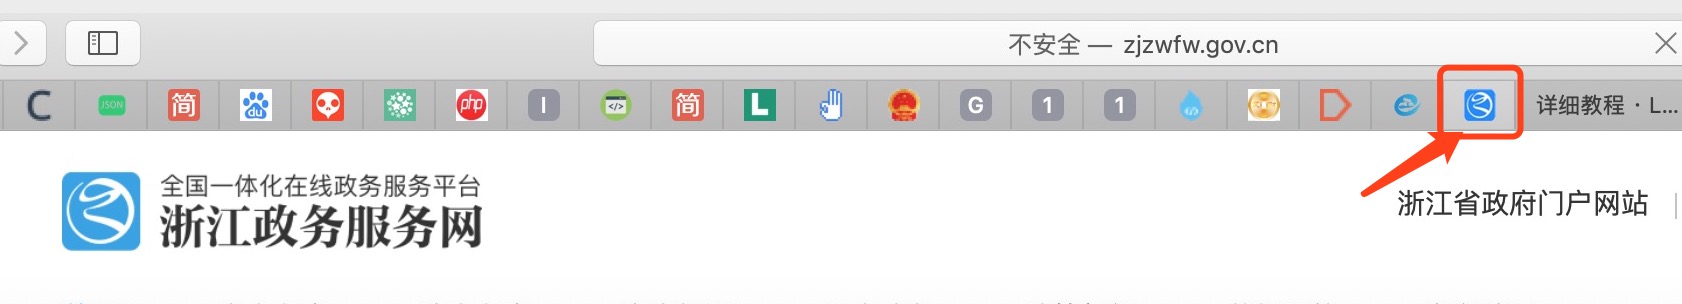 不安全 — zjzwfw.gov.cn
C JSON 简 du php I </> 简 L G 1 1 详细教程 · L...
全国一体化在线政务服务平台
浙江政务服务网
浙江省政府门户网站